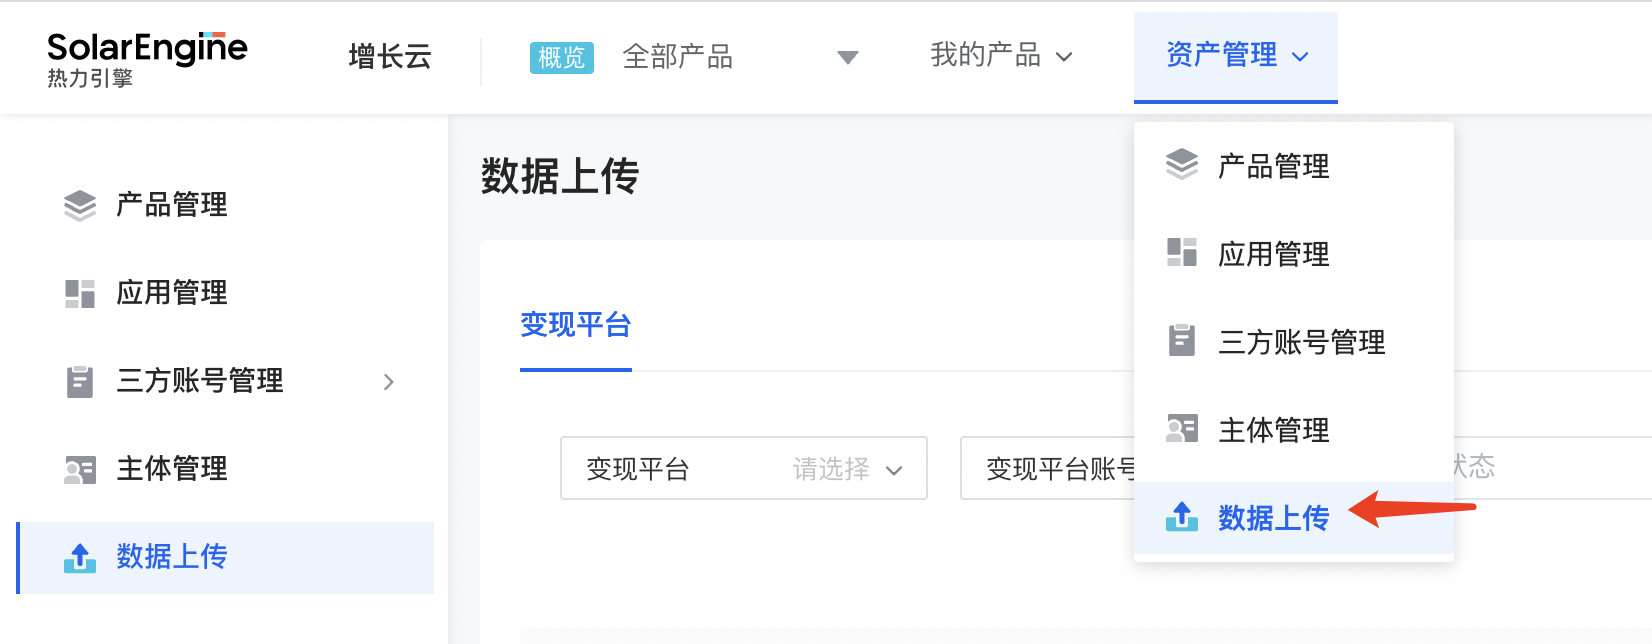 SolarEngine
热力引擎
增长云
概览
全部产品
我的产品
资产管理
产品管理
应用管理
三方账号管理
主体管理
数据上传
数据上传
变现平台
变现平台
请选择
变现平台账号
产品管理
应用管理
三方账号管理
主体管理
数据上传
态